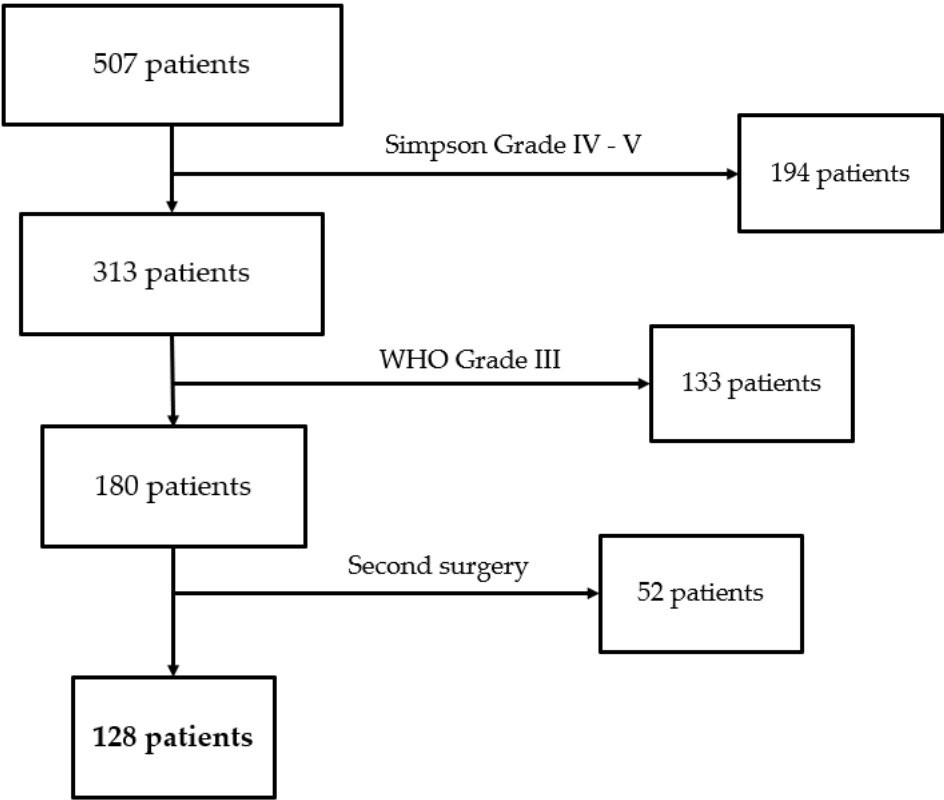 507 patients
Simpson Grade IV - V
194 patients
313 patients
WHO Grade III
133 patients
180 patients
Second surgery
52 patients
128 patients